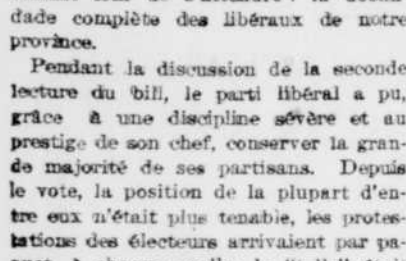 dade complète des libéraux de notre
province.
Pendant la discussion de la seconde
lecture du bill, le parti libéral a pu,
grâce à une discipline sévère et au
prestige de son chef, conserver la gran-
de majorité de ses partisans. Depuis
le vote, la position de la plupart d'en-
tre eux n'était plus tenable, les protes-
tations des électeurs arrivaient par pa-